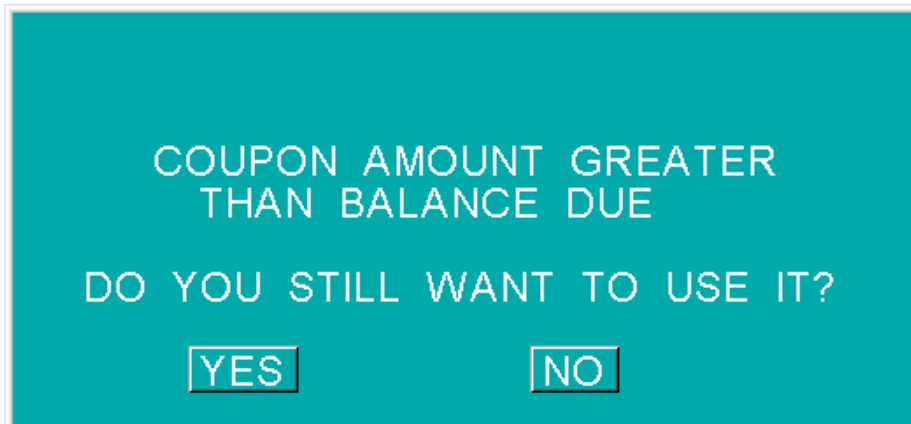 COUPON AMOUNT GREATER
THAN BALANCE DUE
DO YOU STILL WANT TO USE IT?
YES NO